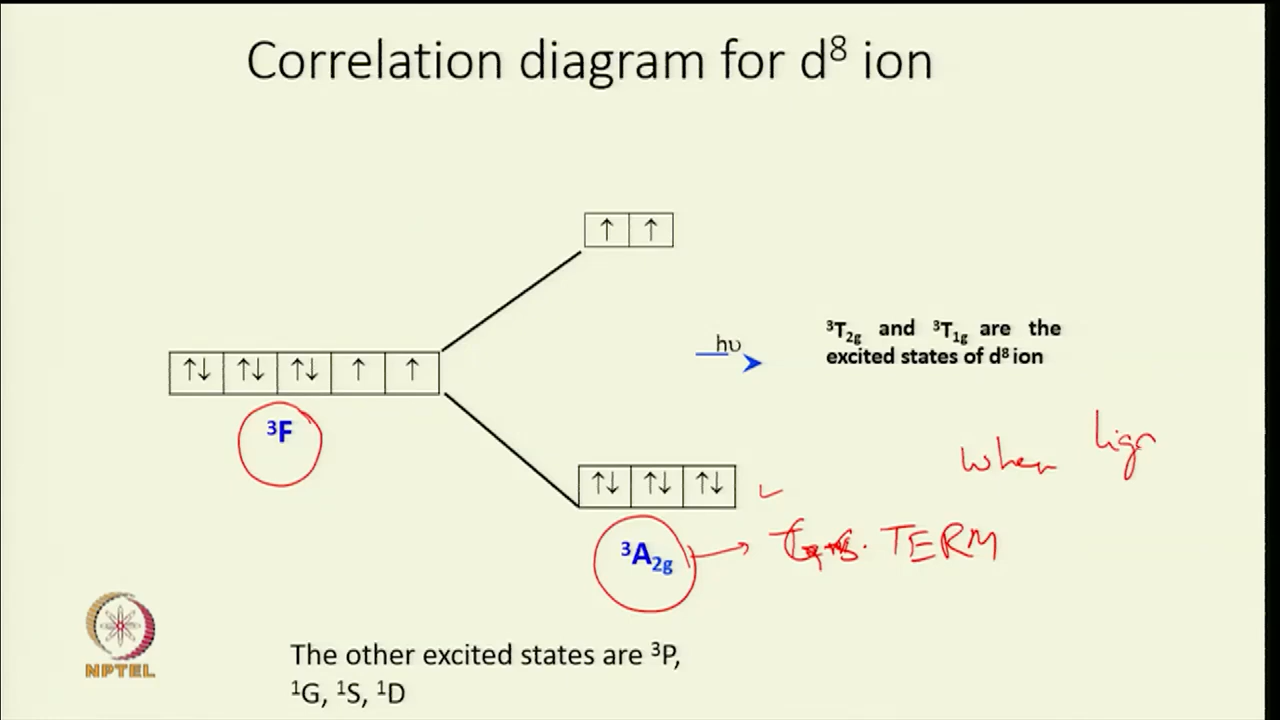 Correlation diagram for d⁸ ion
↑ ↑
hυ
³T₂g and ³T₁g are the
excited states of d⁸ ion
↑↓ ↑↓ ↑↓ ↑ ↑
³F
when
↑↓ ↑↓ ↑↓
³A₂g
TERM
NPTEL
The other excited states are ³P,
¹G, ¹S, ¹D